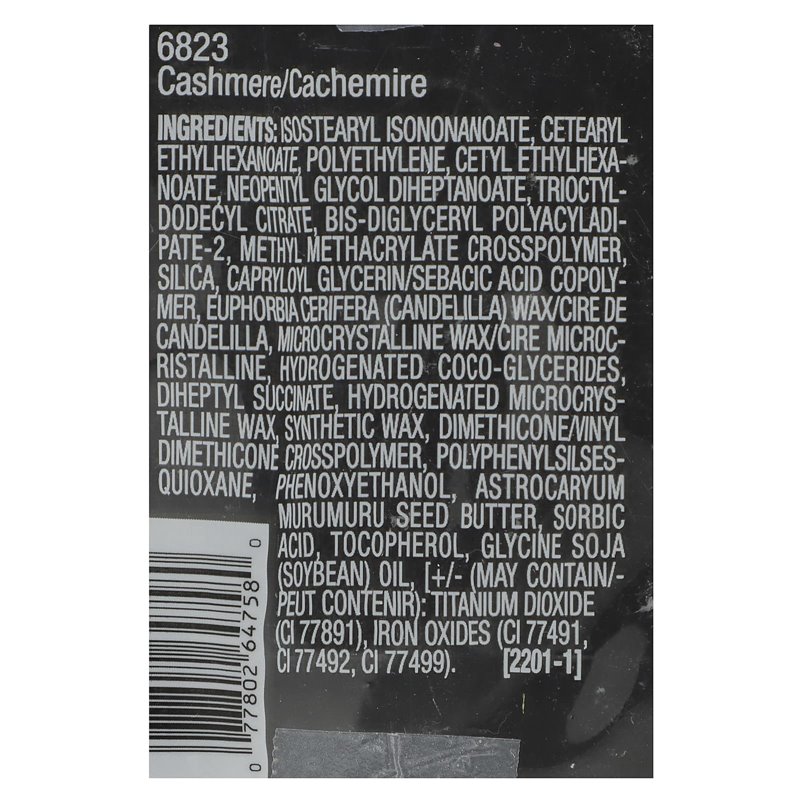 6823
Cashmere/Cachemire
INGREDIENTS: ISOSTEARYL ISONONANOATE, CETEARYL
ETHYLHEXANOATE, POLYETHYLENE, CETYL ETHYLHEXA-
NOATE, NEOPENTYL GLYCOL DIHEPTANOATE, TRIOCTYL-
DODECYL CITRATE, BIS-DIGLYCERYL POLYACYLADI-
PATE-2, METHYL METHACRYLATE CROSSPOLYMER,
SILICA, CAPRYLOYL GLYCERIN/SEBACIC ACID COPOLY-
MER, EUPHORBIA CERIFERA (CANDELILLA) WAX/CIRE DE
CANDELILLA, MICROCRYSTALLINE WAX/CIRE MICROC-
RISTALLINE, HYDROGENATED COCO-GLYCERIDES,
DIHEPTYL SUCCINATE, HYDROGENATED MICROCRYS-
TALLINE WAX, SYNTHETIC WAX, DIMETHICONE/VINYL
DIMETHICONE CROSSPOLYMER, POLYPHENYLSILSES-
QUIOXANE, PHENOXYETHANOL, ASTROCARYUM
MURUMURU SEED BUTTER, SORBIC
ACID, TOCOPHEROL, GLYCINE SOJA
(SOYBEAN) OIL, [+/- (MAY CONTAIN/-
PEUT CONTENIR): TITANIUM DIOXIDE
(CI 77891), IRON OXIDES (CI 77491,
CI 77492, CI 77499). [2201-1]
0 77802 64758 0